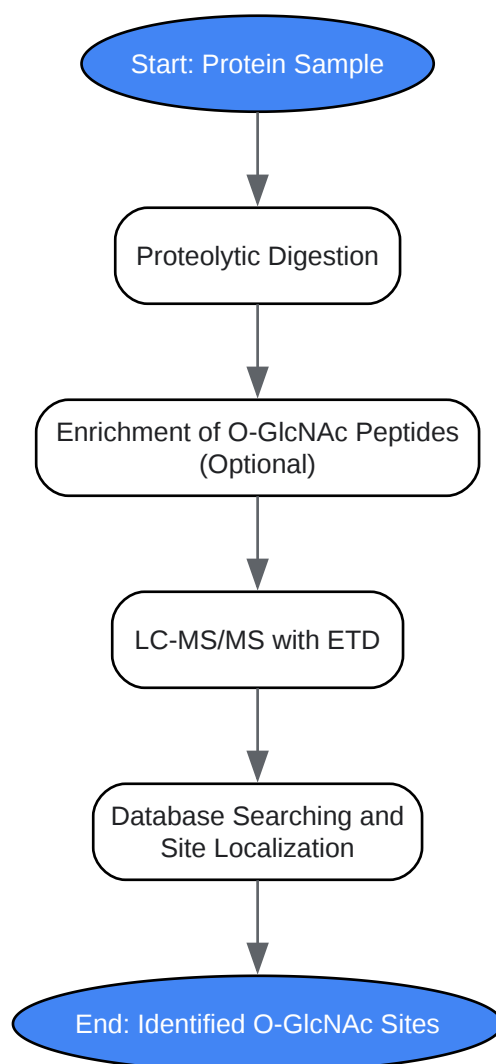 Start: Protein Sample
Proteolytic Digestion
Enrichment of O-GlcNAc Peptides
(Optional)
LC-MS/MS with ETD
Database Searching and
Site Localization
End: Identified O-GlcNAc Sites